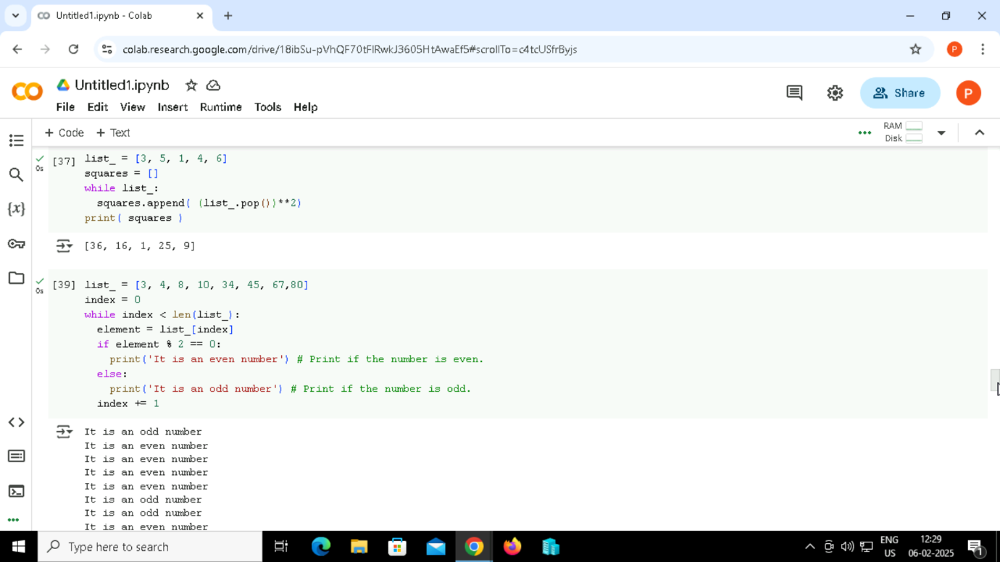 Untitled1.ipynb - Colab
colab.research.google.com/drive/18ibSu-pVhQF70tFIRwkJ3605HtAwaEf5#scrollTo=c4tcUSfrByjs
P
Untitled1.ipynb
Share
P
File Edit View Insert Runtime Tools Help
+ Code + Text
RAM
Disk
[37] list_ = [3, 5, 1, 4, 6]
0s
squares = []
while list_:
squares.append( (list_.pop())**2)
print( squares )
[36, 16, 1, 25, 9]
[39] list_ = [3, 4, 8, 10, 34, 45, 67,80]
0s
index = 0
while index < len(list_):
element = list_[index]
if element % 2 == 0:
print('It is an even number') # Print if the number is even.
else:
print('It is an odd number') # Print if the number is odd.
index += 1
It is an odd number
It is an even number
It is an even number
It is an even number
It is an even number
It is an odd number
It is an odd number
It is an even number
Type here to search
ENG
US
12:29
06-02-2025
1